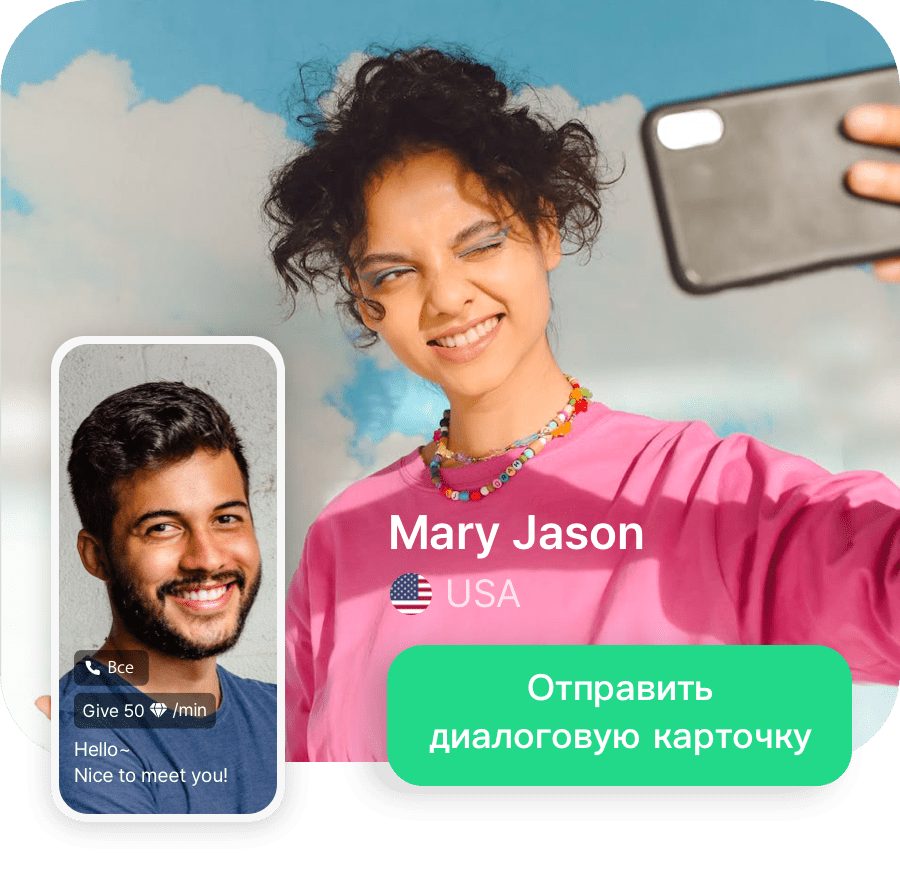 Mary Jason
USA
Отправить
диалоговую карточку
Все
Give 50 /min
Hello~
Nice to meet you!